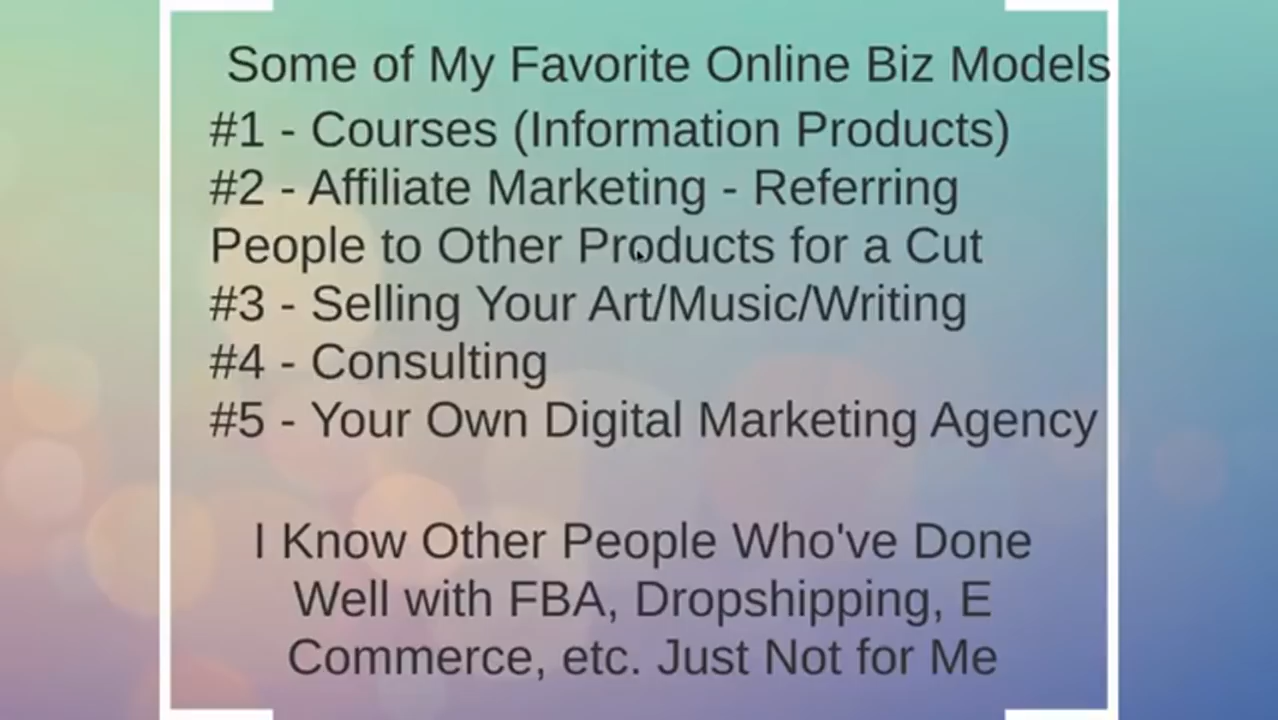 Some of My Favorite Online Biz Models
#1 - Courses (Information Products)
#2 - Affiliate Marketing - Referring
People to Other Products for a Cut
#3 - Selling Your Art/Music/Writing
#4 - Consulting
#5 - Your Own Digital Marketing Agency
I Know Other People Who've Done
Well with FBA, Dropshipping, E
Commerce, etc. Just Not for Me